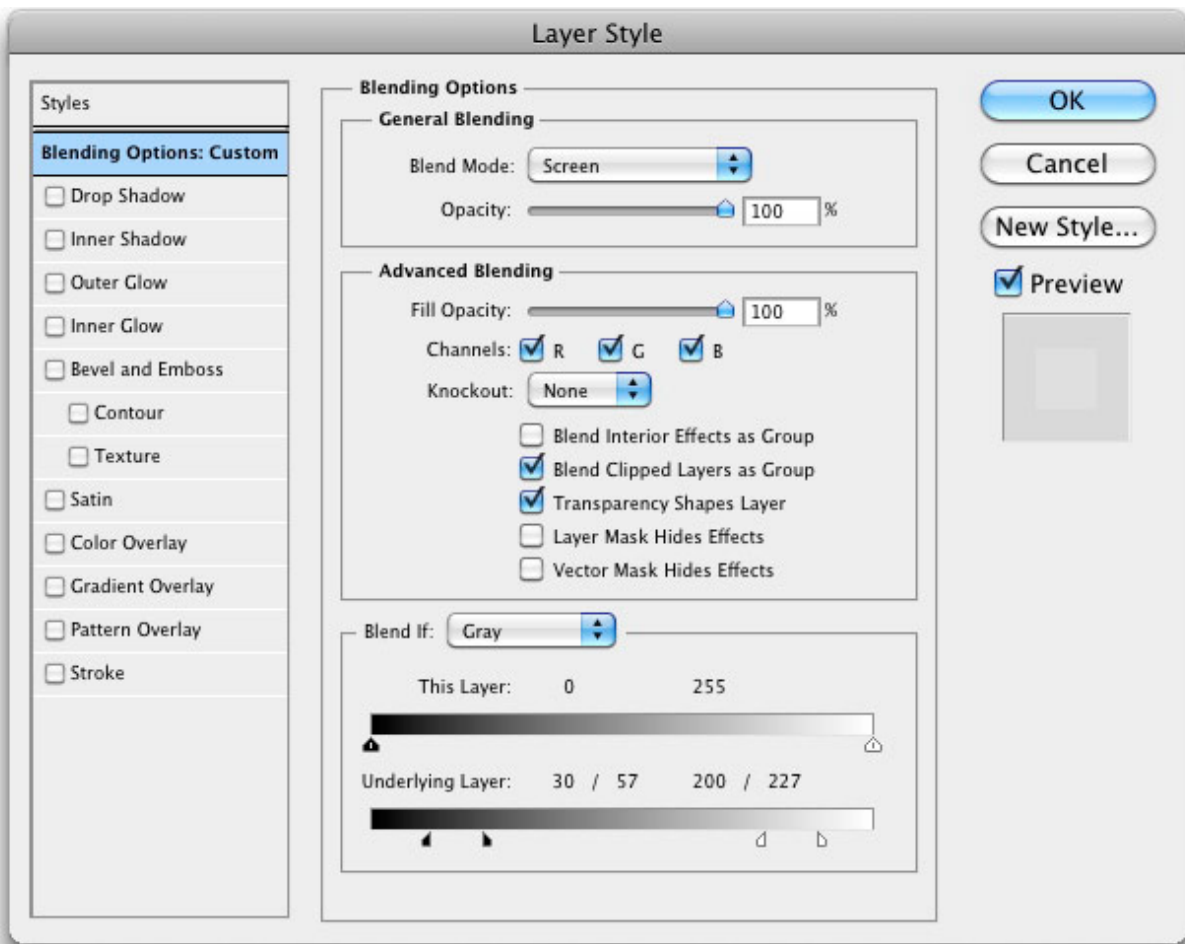 Layer Style
Styles
Blending Options: Custom
Drop Shadow
Inner Shadow
Outer Glow
Inner Glow
Bevel and Emboss
Contour
Texture
Satin
Color Overlay
Gradient Overlay
Pattern Overlay
Stroke
Blending Options
General Blending
Blend Mode: Screen
Opacity: 100 %
Advanced Blending
Fill Opacity: 100 %
Channels: R G B
Knockout: None
Blend Interior Effects as Group
Blend Clipped Layers as Group
Transparency Shapes Layer
Layer Mask Hides Effects
Vector Mask Hides Effects
Blend If: Gray
This Layer: 0 255
Underlying Layer: 30 / 57 200 / 227
OK
Cancel
New Style...
Preview